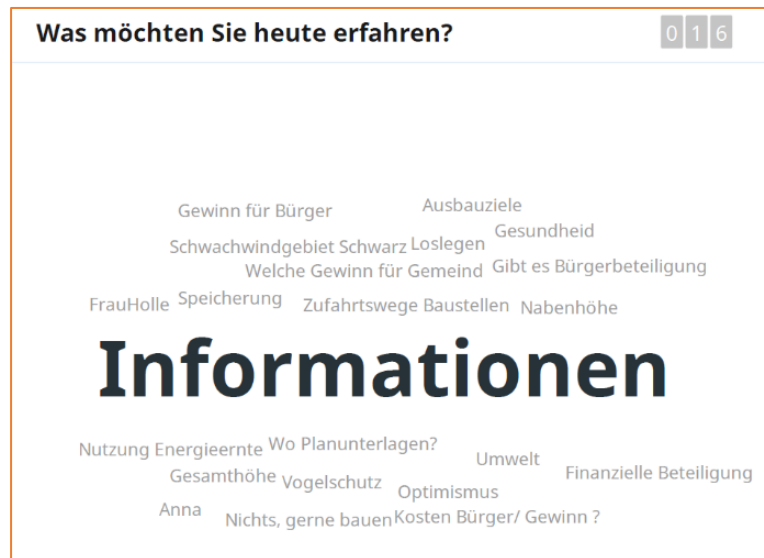 Was möchten Sie heute erfahren?
016
Gewinn für Bürger
Ausbauziele
Gesundheid
Schwachwindgebiet Schwarz
Loslegen
Welche Gewinn für Gemeind
Gibt es Bürgerbeteiligung
FrauHolle
Speicherung
Zufahrtswege Baustellen
Nabenhöhe
Informationen
Nutzung Energieernte
Wo Planunterlagen?
Umwelt
Gesamthöhe
Vogelschutz
Finanzielle Beteiligung
Optimismus
Anna
Nichts, gerne bauen
Kosten Bürger/ Gewinn ?